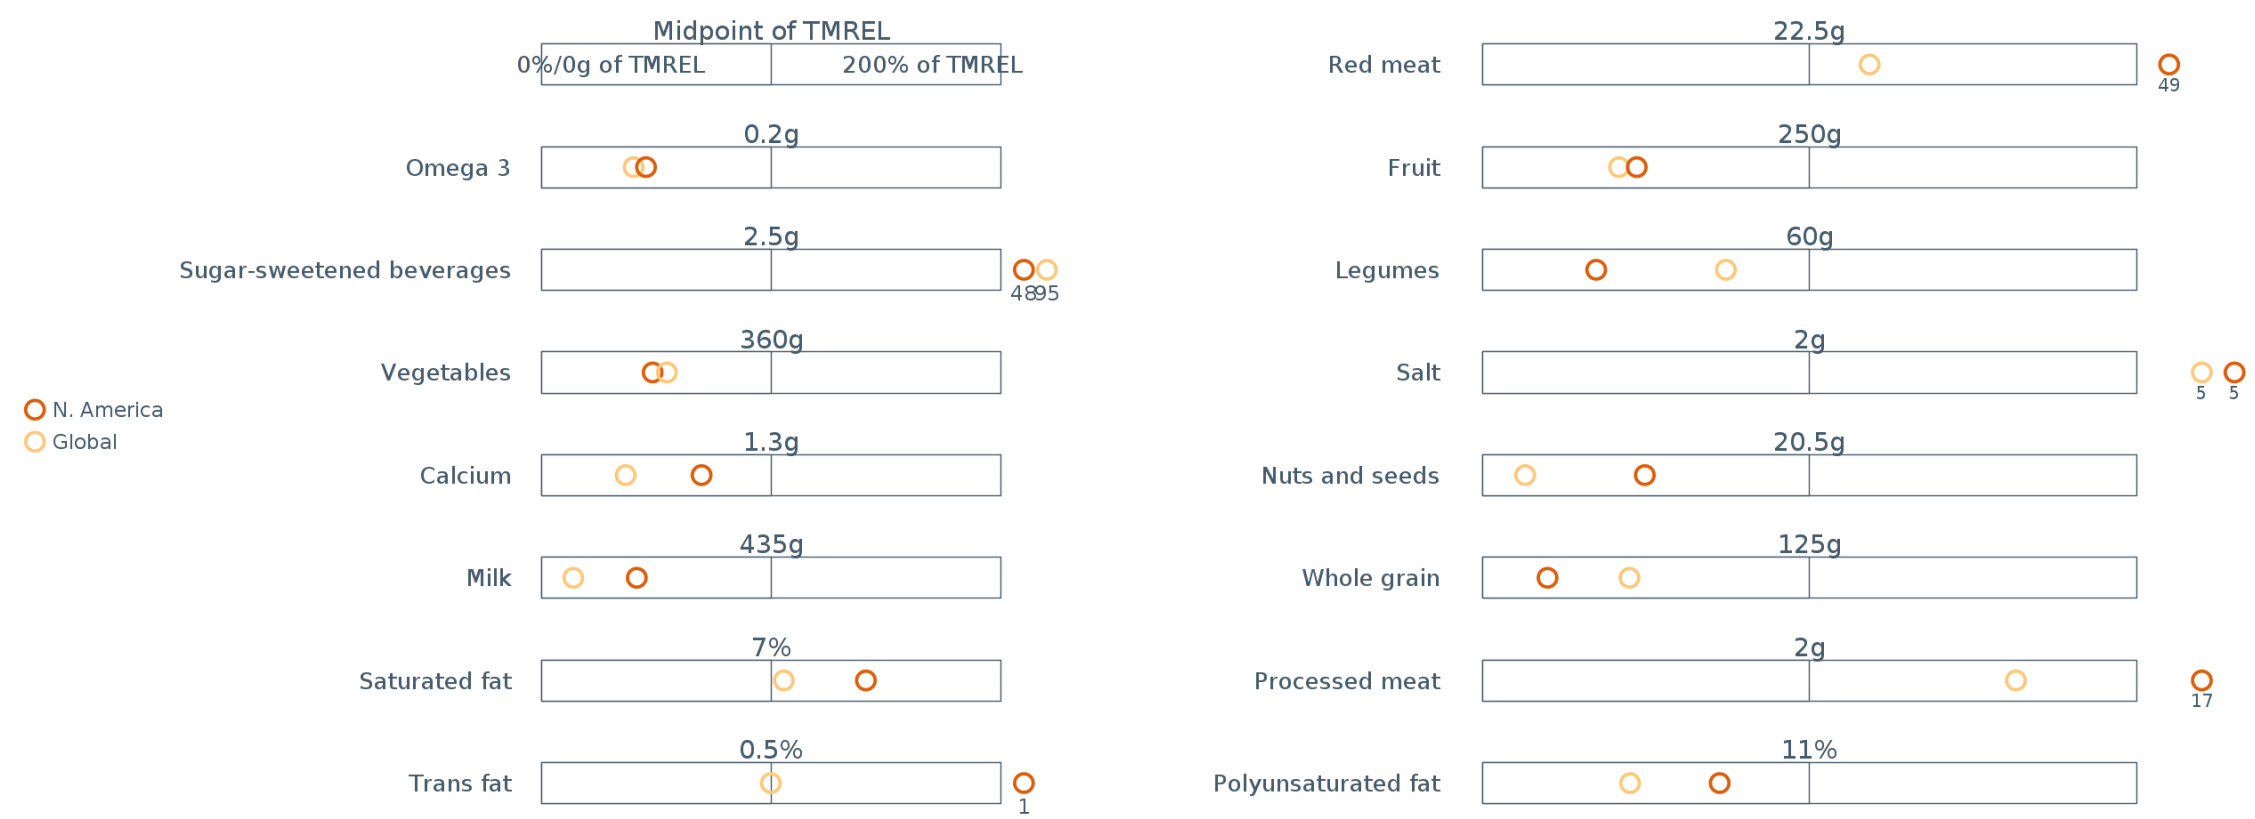 Midpoint of TMREL
0%/0g of TMREL 200% of TMREL
0.2g
Omega 3
2.5g
Sugar-sweetened beverages
48 95
360g
Vegetables
N. America
Global
1.3g
Calcium
435g
Milk
7%
Saturated fat
0.5%
Trans fat
1
22.5g
Red meat
49
250g
Fruit
60g
Legumes
2g
Salt
5 5
20.5g
Nuts and seeds
125g
Whole grain
2g
Processed meat
17
11%
Polyunsaturated fat